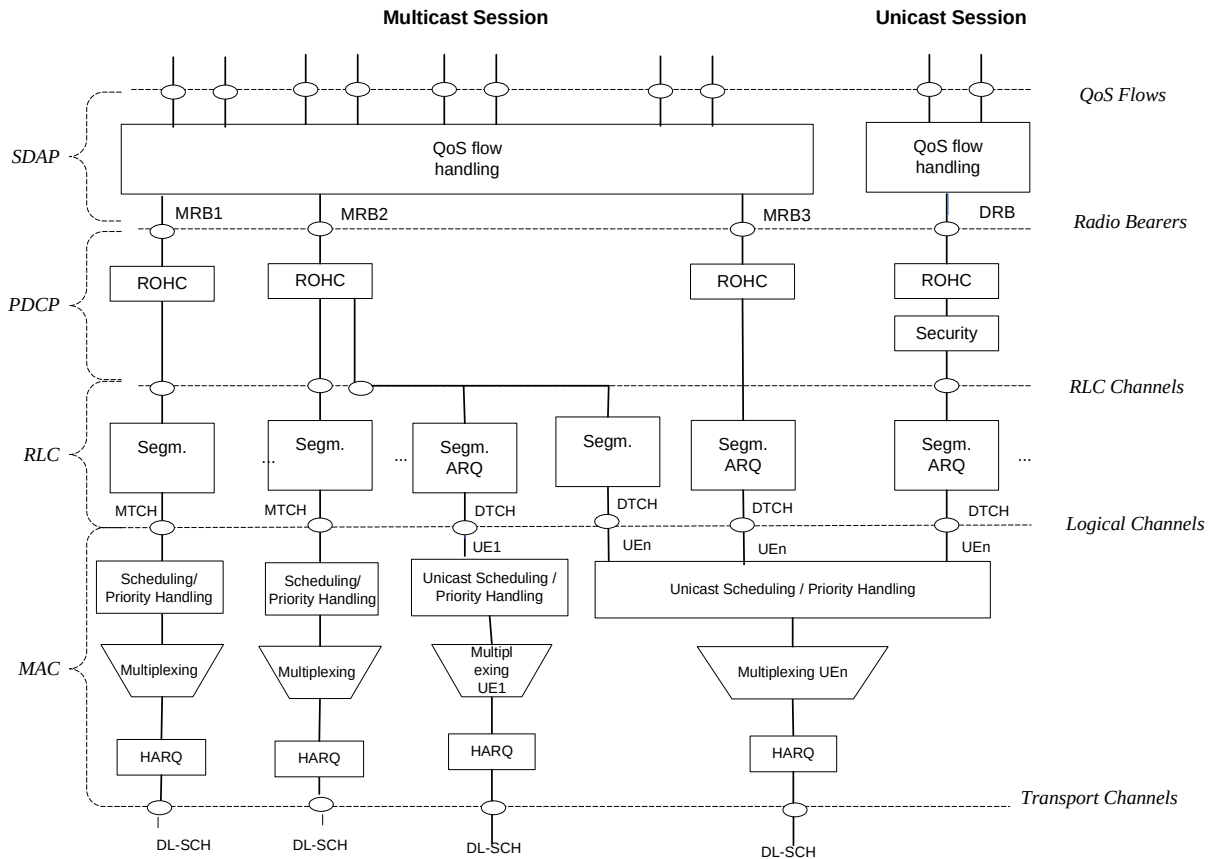 Multicast Session
Unicast Session
QoS Flows
SDAP
QoS flow
handling
QoS flow
handling
MRB1
MRB2
MRB3
DRB
Radio Bearers
PDCP
ROHC
ROHC
ROHC
ROHC
Security
RLC Channels
RLC
Segm.
...
Segm.
...
Segm.
ARQ
Segm.
Segm.
ARQ
Segm.
ARQ
...
MTCH
MTCH
DTCH
DTCH
DTCH
DTCH
Logical Channels
UE1
UEn
UEn
UEn
MAC
Scheduling/
Priority Handling
Scheduling/
Priority Handling
Unicast Scheduling /
Priority Handling
Unicast Scheduling / Priority Handling
Multiplexing
Multiplexing
Multipl
exing
UE1
Multiplexing UEn
HARQ
HARQ
HARQ
HARQ
Transport Channels
DL-SCH
DL-SCH
DL-SCH
DL-SCH